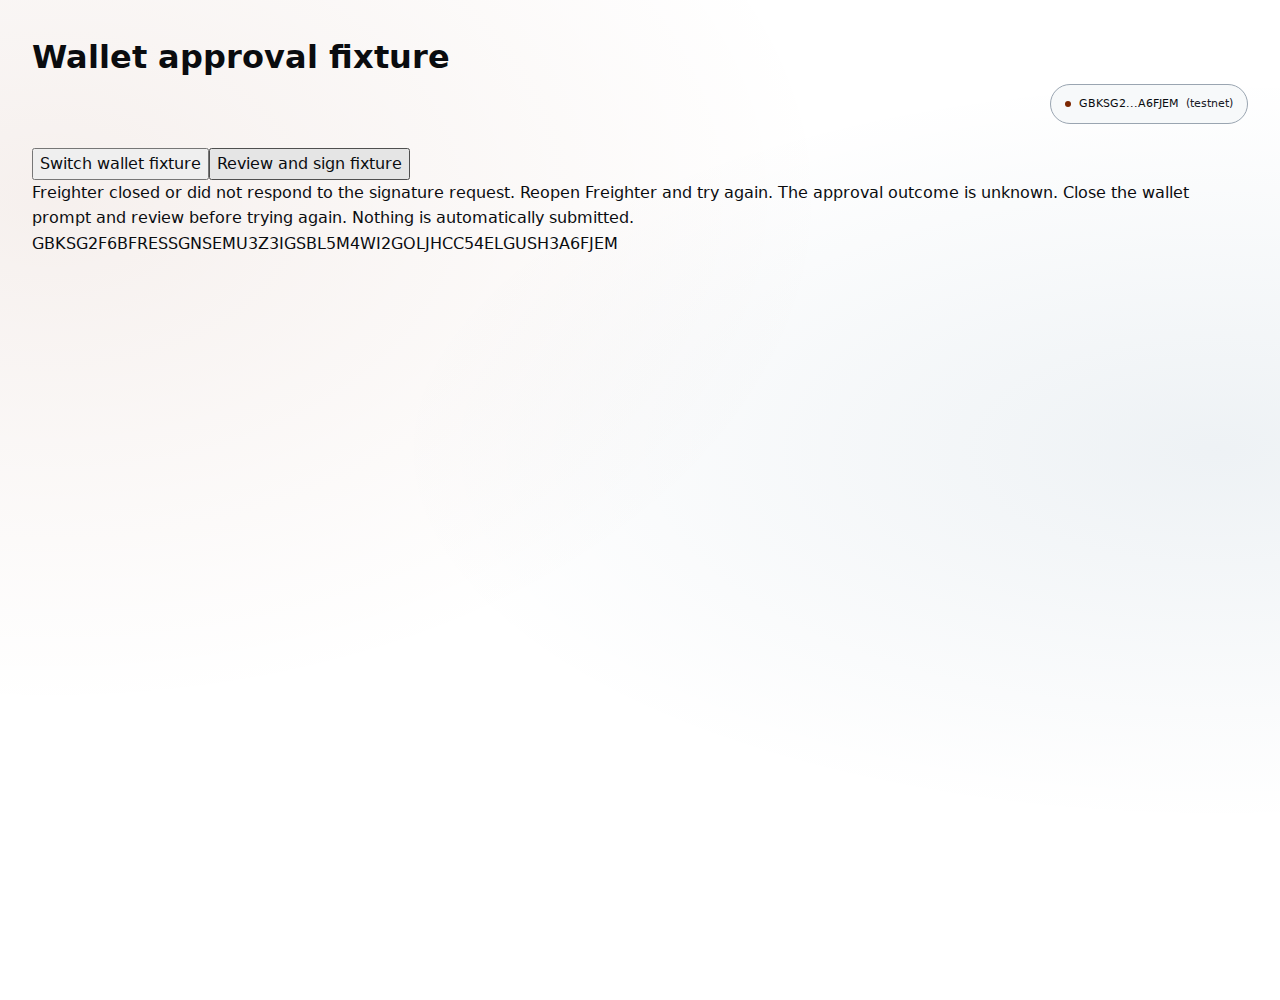 Wallet approval fixture
GBKSG2...A6FJEM (testnet)
Switch wallet fixture Review and sign fixture
Freighter closed or did not respond to the signature request. Reopen Freighter and try again. The approval outcome is unknown. Close the wallet
prompt and review before trying again. Nothing is automatically submitted.
GBKSG2F6BFRESSGNSEMU3Z3IGSBL5M4WI2GOLJHCC54ELGUSH3A6FJEM